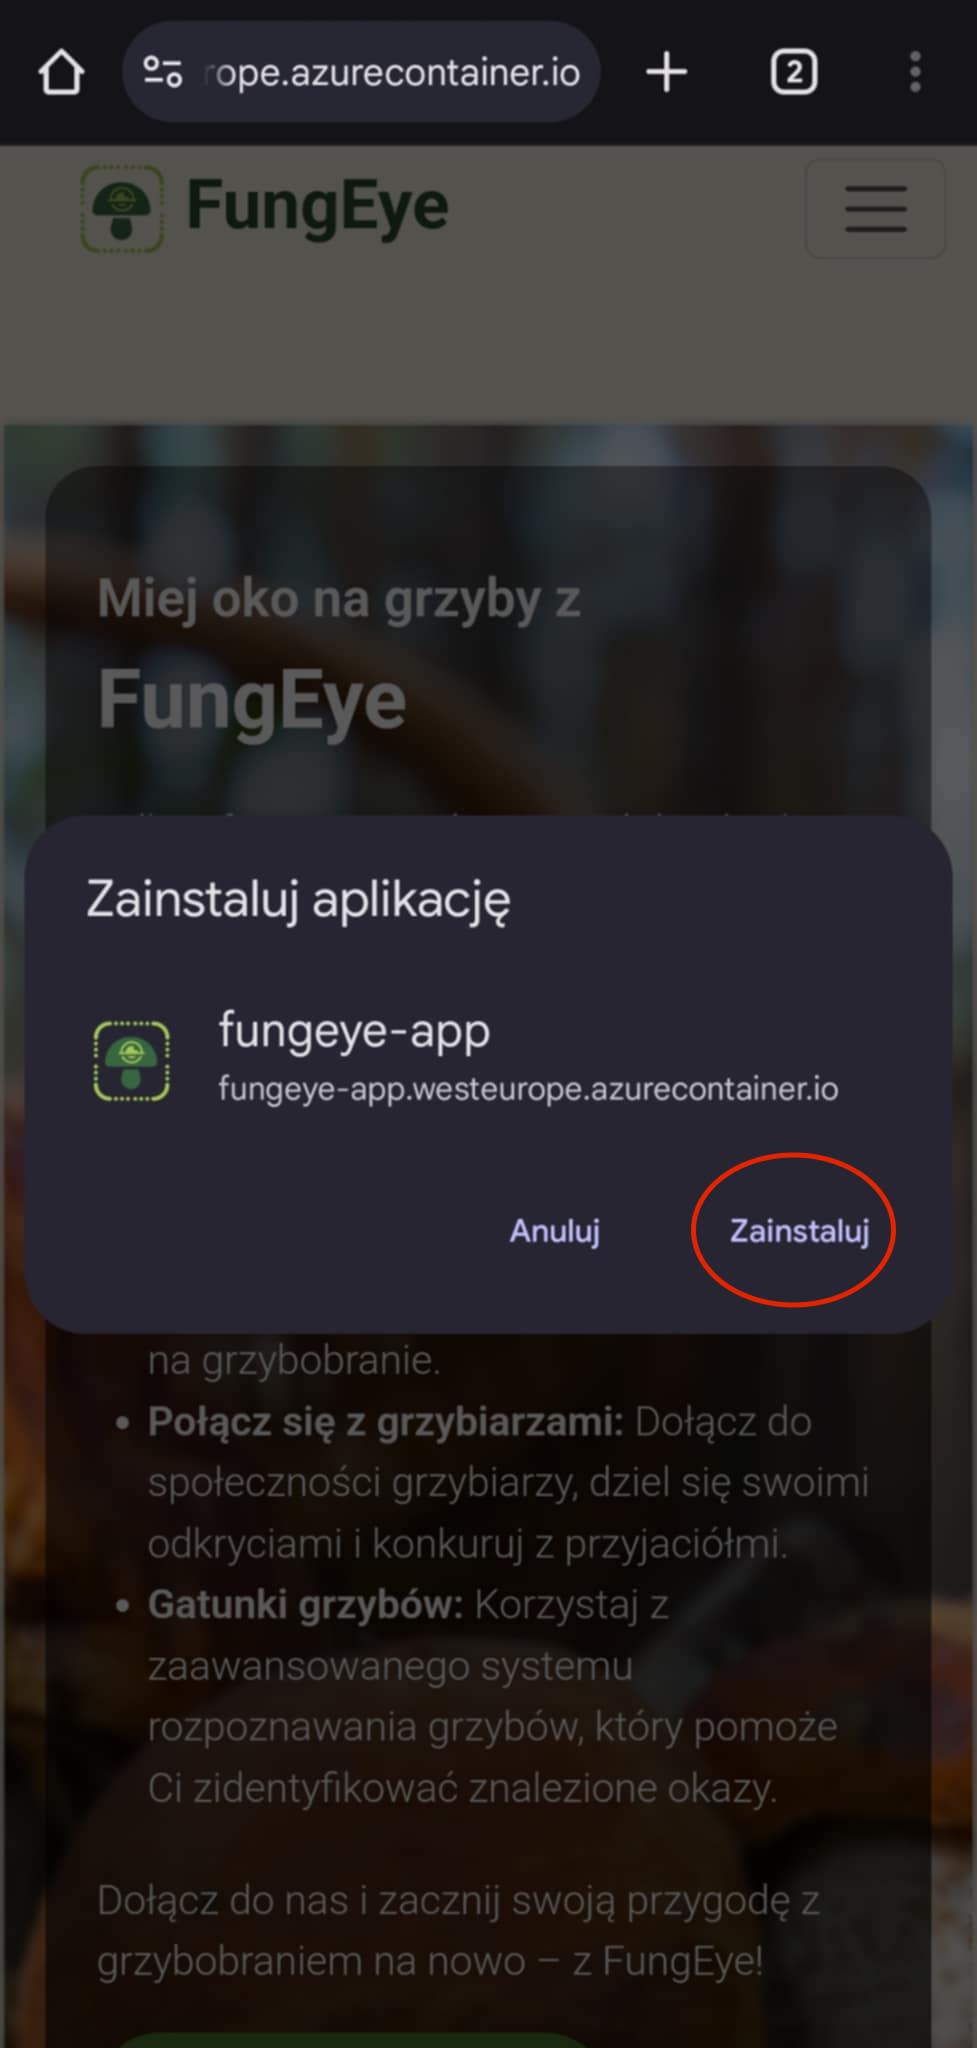 rope.azurecontainer.io
2
FungEye
Miej oko na grzyby z
FungEye
Zainstaluj aplikację
fungeye-app
fungeye-app.westeurope.azurecontainer.io
Anuluj
Zainstaluj
na grzybobranie.
• Połącz się z grzybiarzami: Dołącz do
społeczności grzybiarzy, dziel się swoimi
odkryciami i konkuruj z przyjaciółmi.
• Gatunki grzybów: Korzystaj z
zaawansowanego systemu
rozpoznawania grzybów, który pomoże
Ci zidentyfikować znalezione okazy.
Dołącz do nas i zacznij swoją przygodę z
grzybobraniem na nowo – z FungEye!